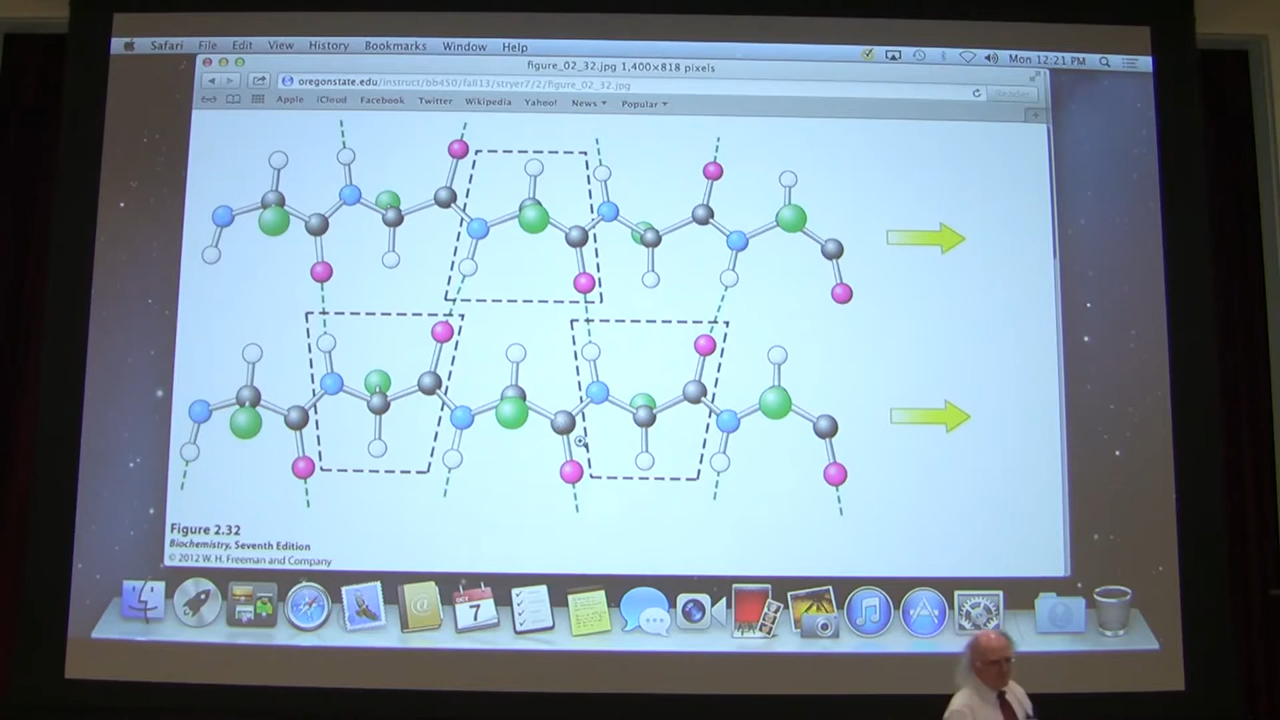 Safari File Edit View History Bookmarks Window Help Mon 12:21 PM
figure_02_32.jpg 1,400×818 pixels
oregonstate.edu/instruct/bb450/fall13/stryer7/2/figure_02_32.jpg Reader
Apple iCloud Facebook Twitter Wikipedia Yahoo! News Popular
Figure 2.32
Biochemistry, Seventh Edition
© 2012 W. H. Freeman and Company
OCT
7